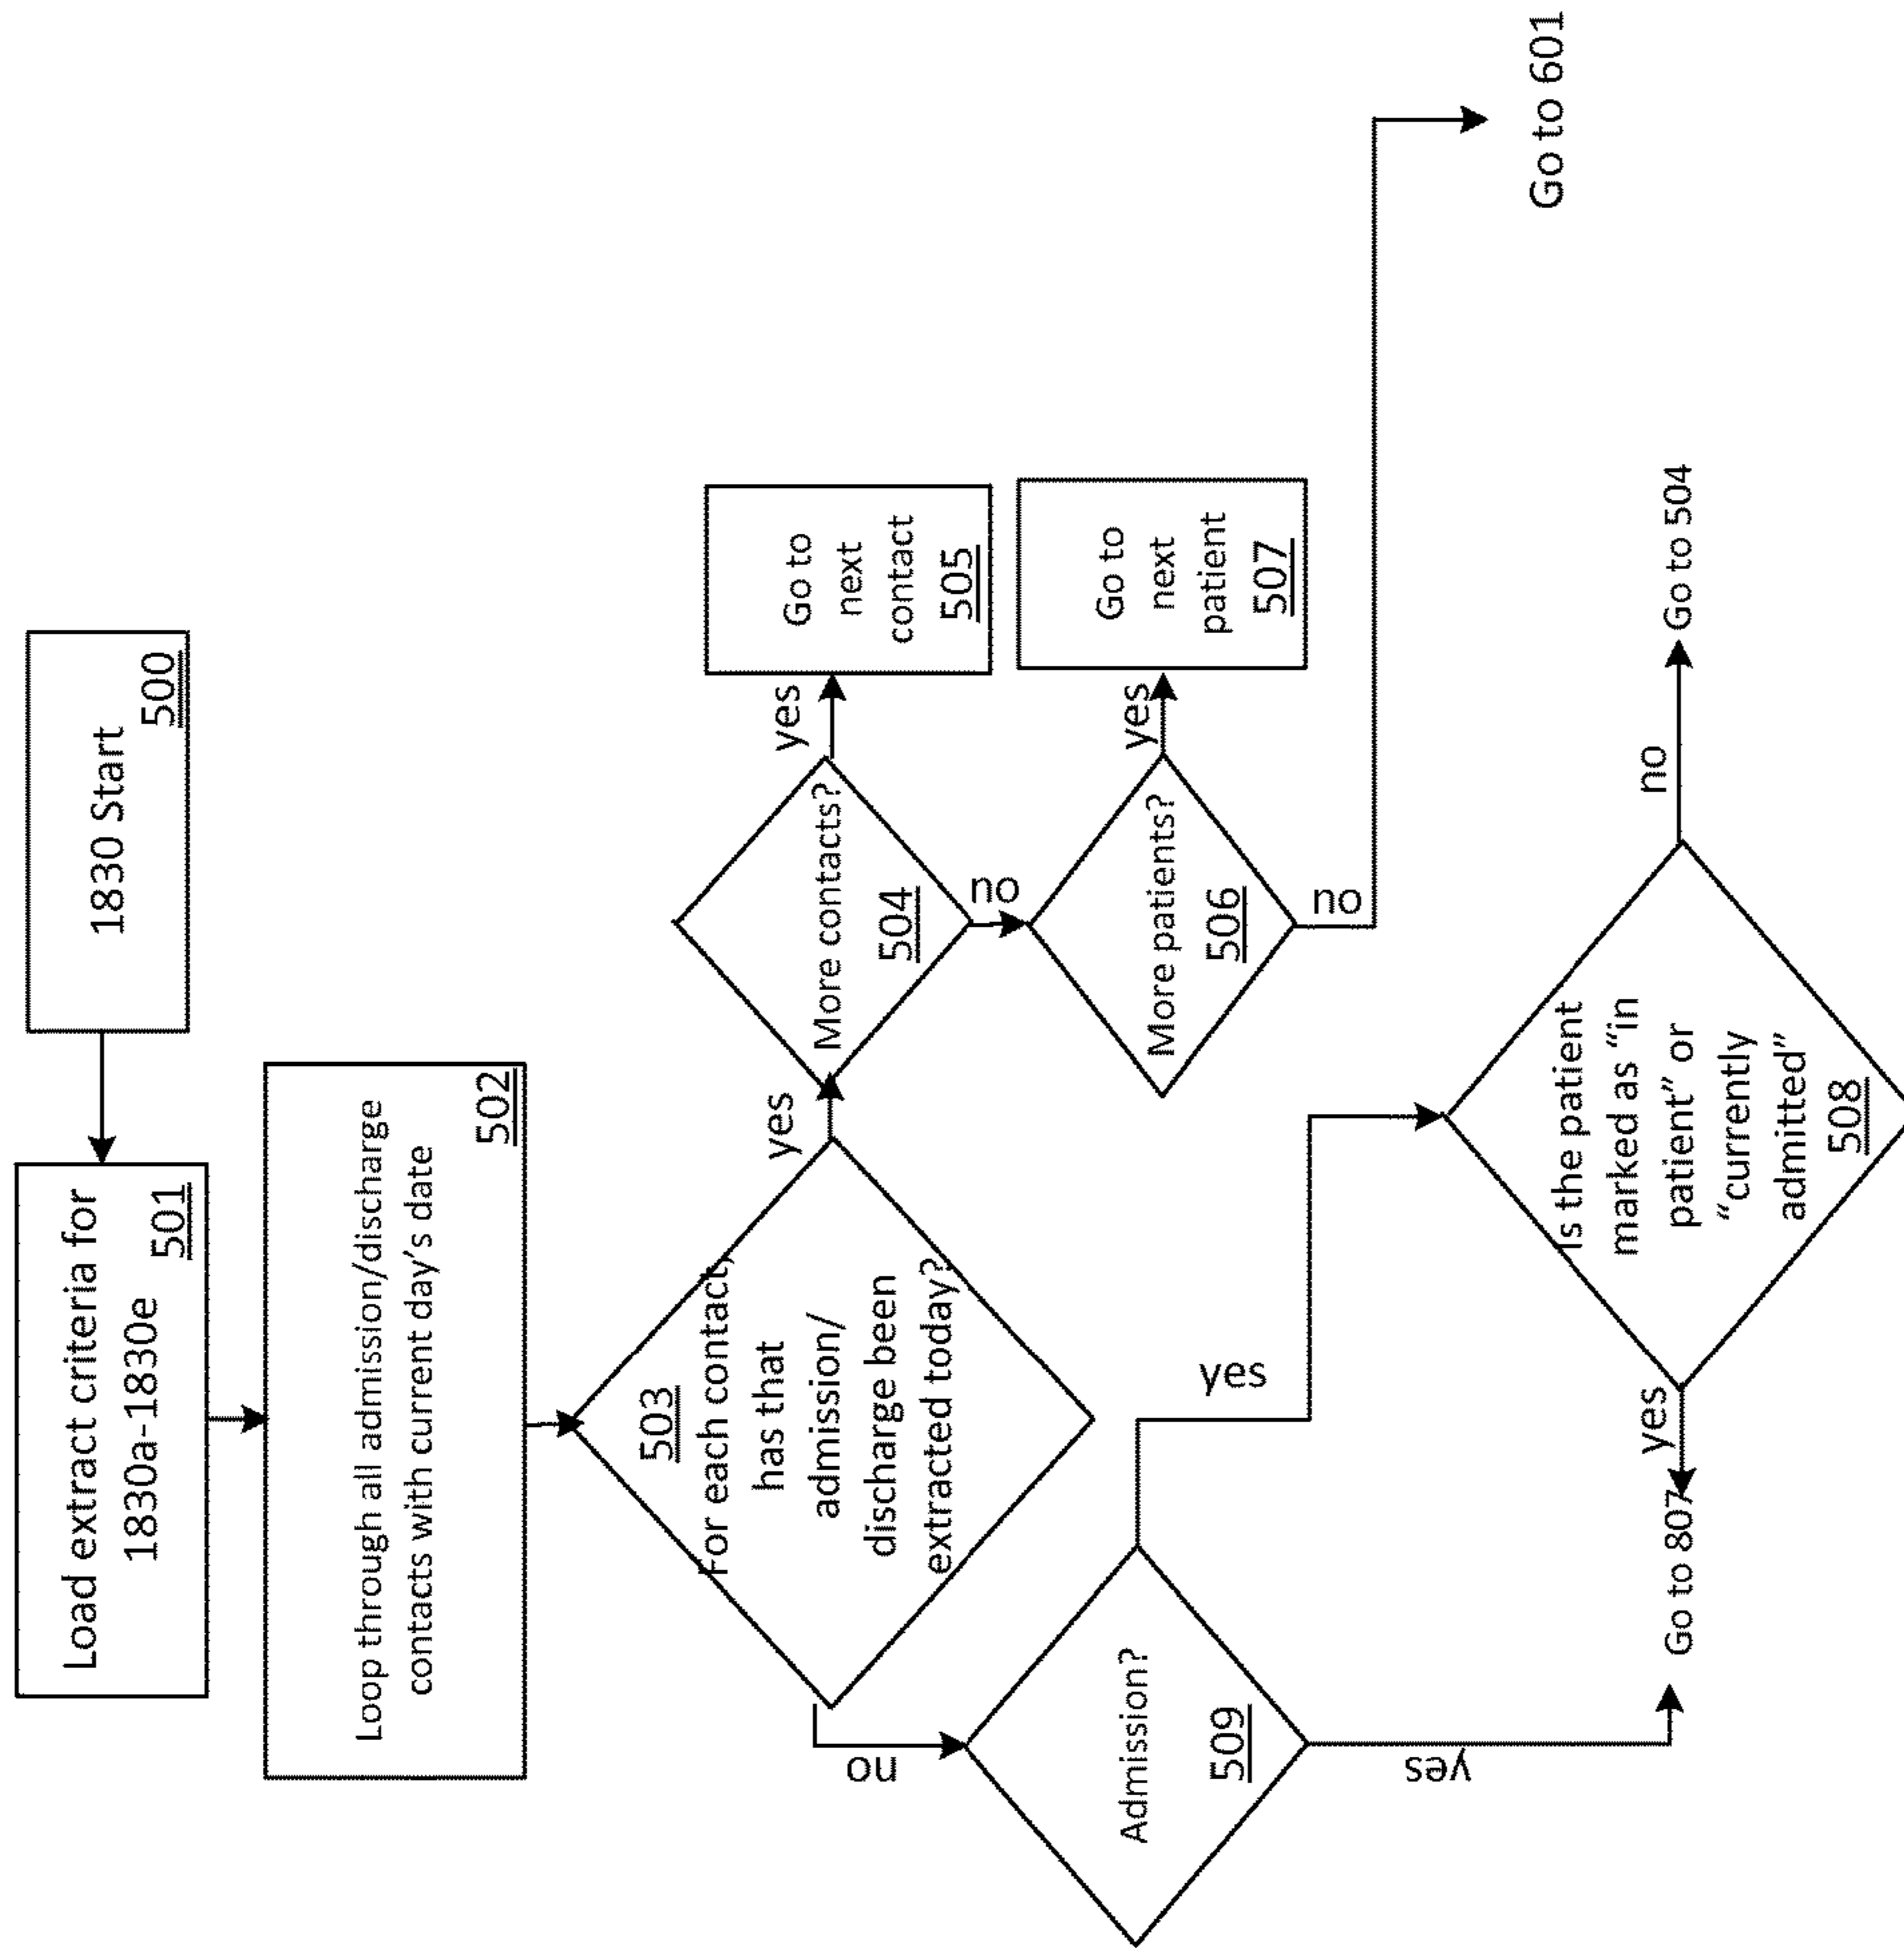 1830 Start
500
Load extract criteria for
1830a-1830e
501
Loop through all admission/discharge
contacts with current day's date
502
503
For each contact,
has that
admission/
discharge been
extracted today?
yes
no
More contacts?
504
yes
Go to
next
contact
505
no
More patients?
506
yes
Go to
next
patient
507
no
Go to 601
Admission?
509
yes
yes
Is the patient
marked as “in
patient” or
“currently
admitted”
508
no
Go to 504
yes
Go to 807